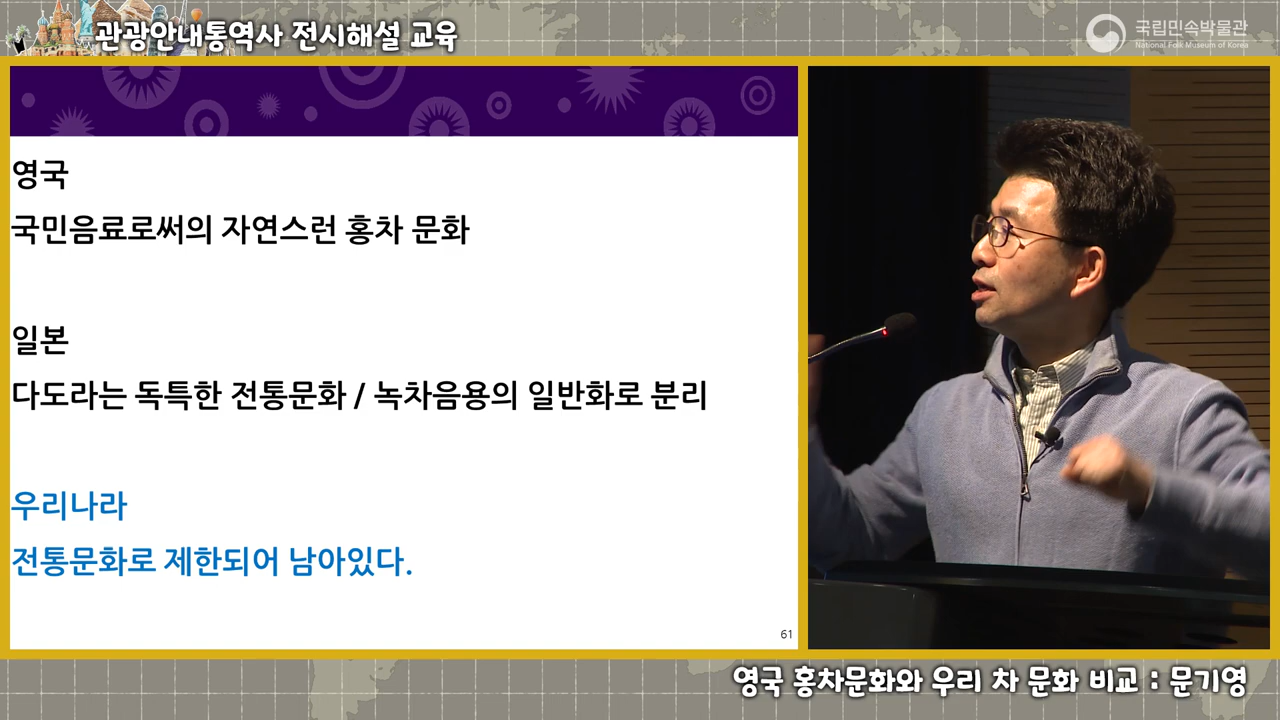 관광안내통역사 전시해설 교육
국립민속박물관
National Folk Museum of Korea
영국
국민음료로써의 자연스런 홍차 문화
일본
다도라는 독특한 전통문화 / 녹차음용의 일반화로 분리
우리나라
전통문화로 제한되어 남아있다.
61
영국 홍차문화와 우리 차 문화 비교 : 문기영